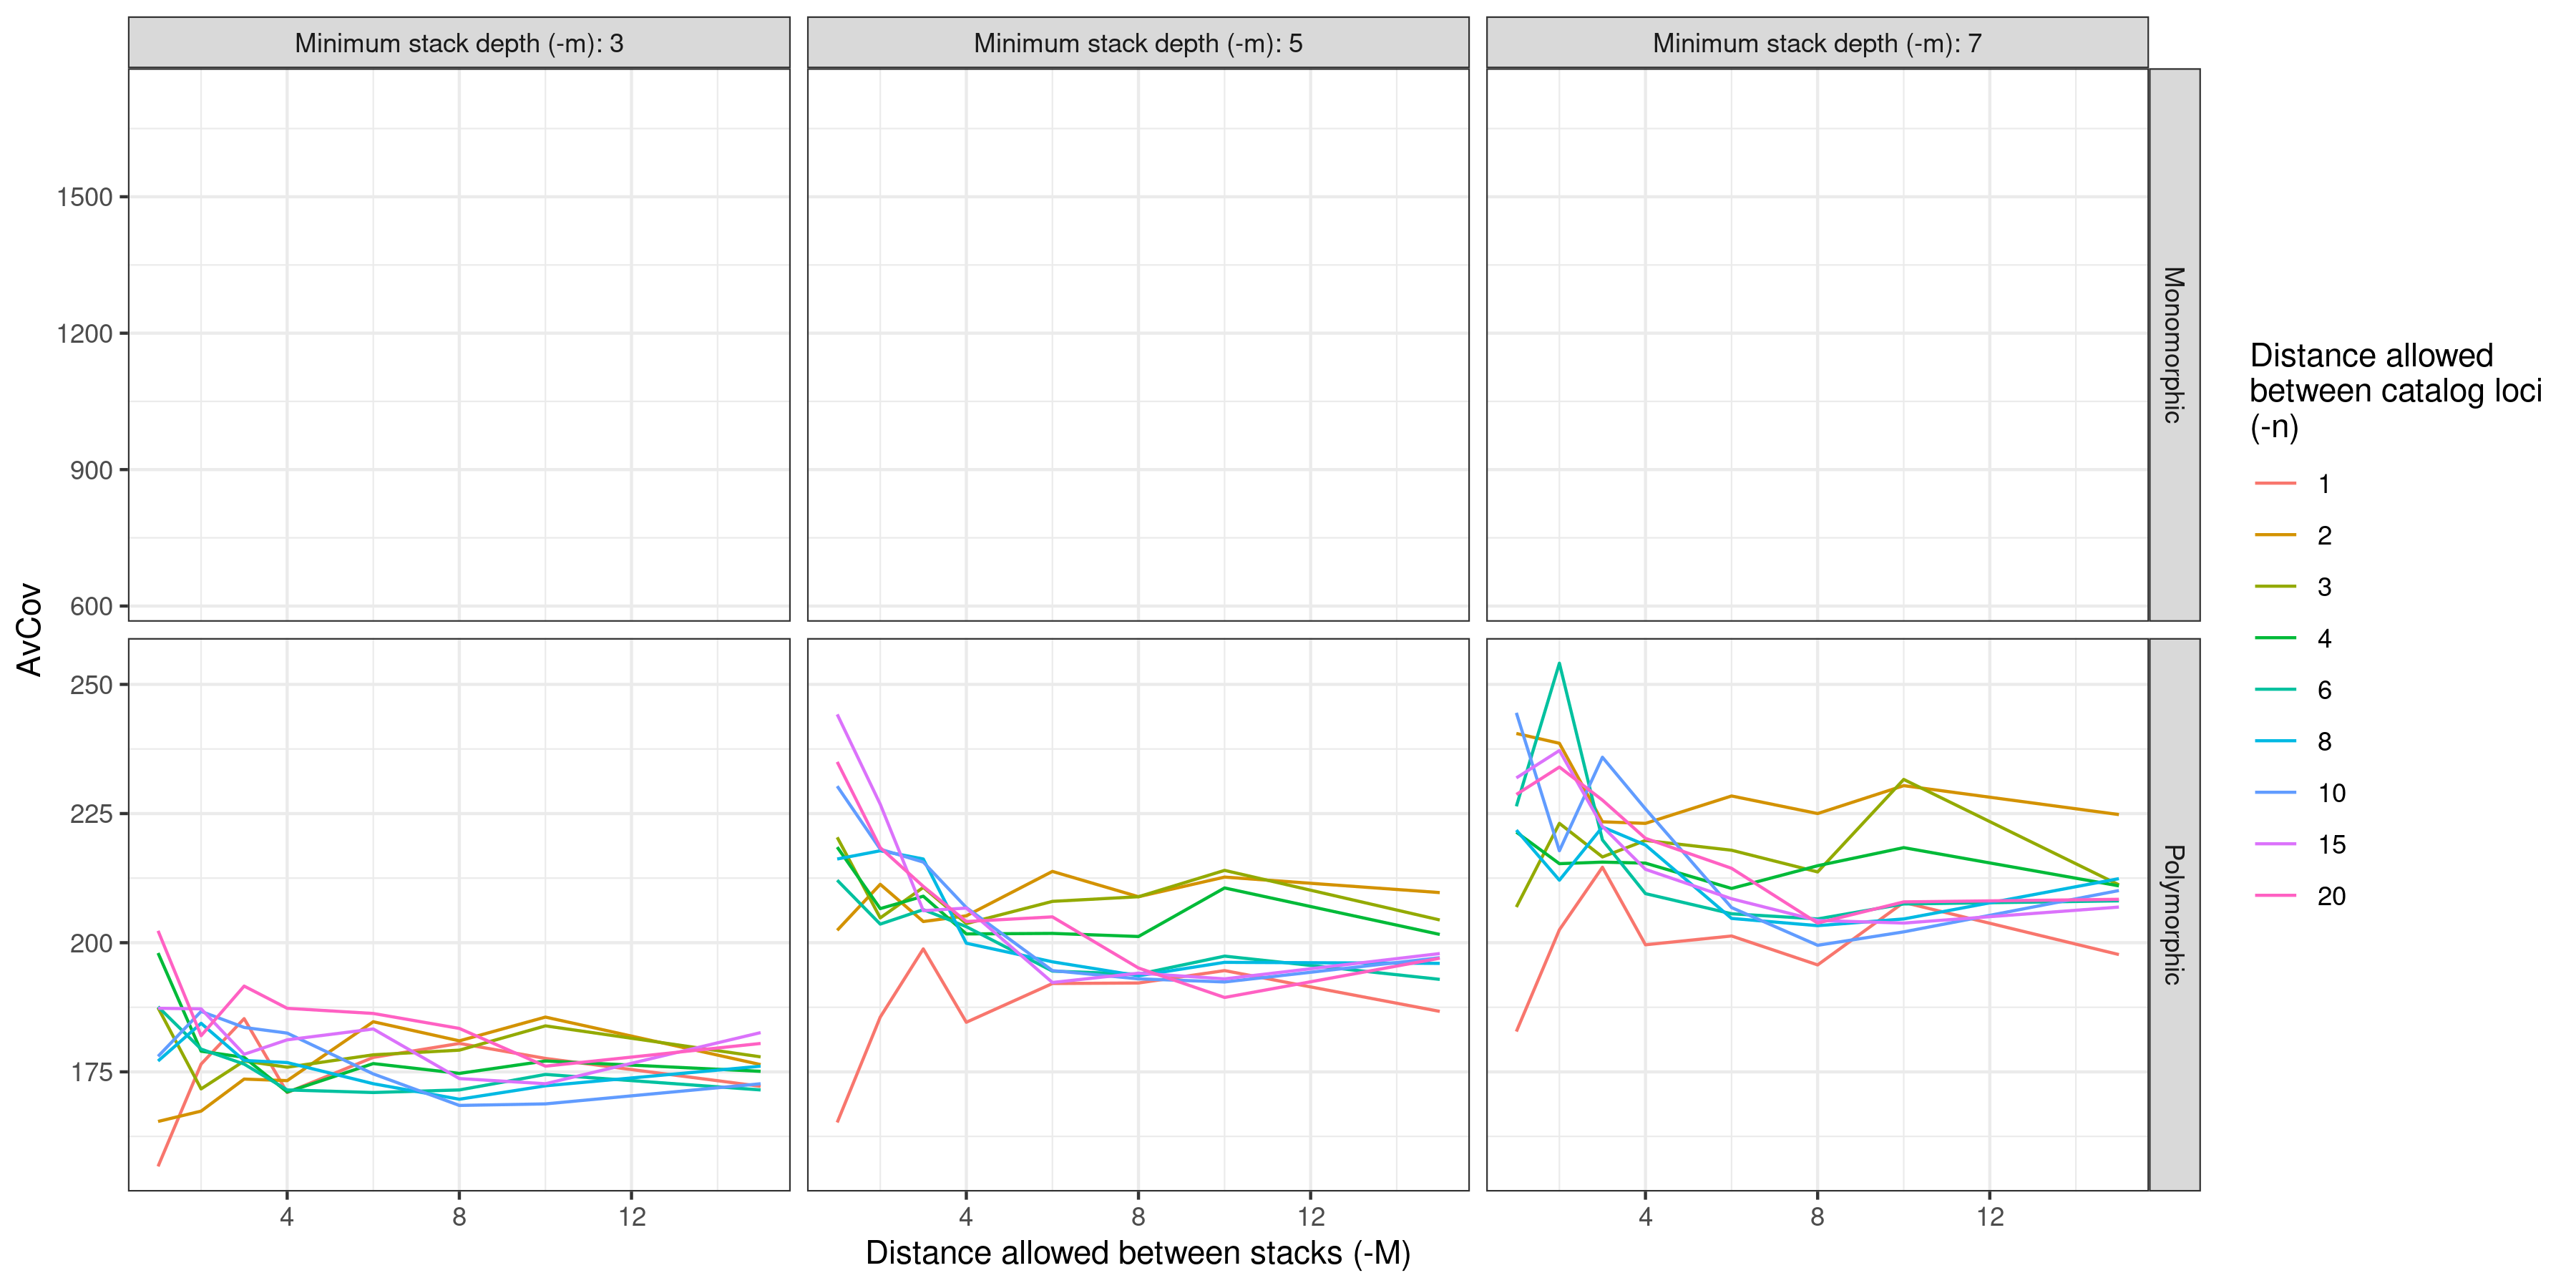 Minimum stack depth (-m): 3
Minimum stack depth (-m): 5
Minimum stack depth (-m): 7
1500
1200
900
600
Monomorphic
AvCov
250
225
200
175
Polymorphic
4
8
12
4
8
12
4
8
12
Distance allowed between stacks (-M)
Distance allowed
between catalog loci
(-n)
1
2
3
4
6
8
10
15
20